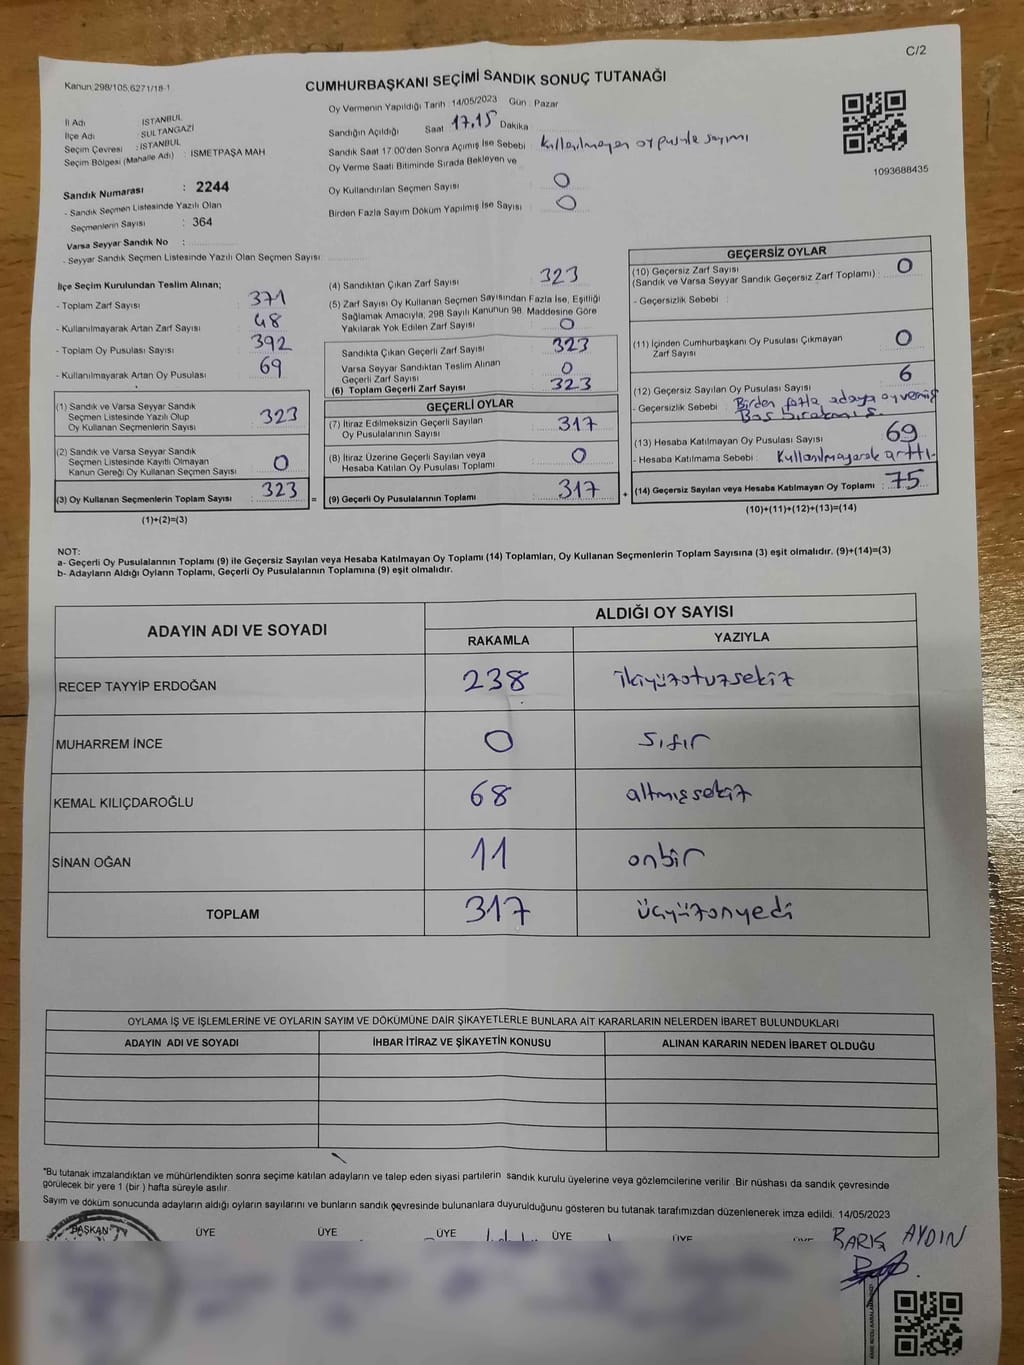 C/2
Kanun 298/105,6271/18-1
CUMHURBAŞKANI SEÇİMİ SANDIK SONUÇ TUTANAĞI
İl Adı İSTANBUL
İlçe Adı : SULTANGAZİ
Seçim Çevresi : İSTANBUL
Seçim Bölgesi (Mahalle Adı) : İSMETPAŞA MAH
Sandık Numarası : 2244
- Sandık Seçmen Listesinde Yazılı Olan
Seçmenlerin Sayısı : 364
Varsa Seyyar Sandık No :
- Seyyar Sandık Seçmen Listesinde Yazılı Olan Seçmen Sayısı:
Oy Vermenin Yapıldığı Tarih : 14/05/2023 Gün : Pazar
Sandığın Açıldığı Saat 17.15 Dakika
Sandık Saat 17.00'den Sonra Açımış İse Sebebi Kullanılmayan oy pusula sayımı
Oy Verme Saati Bitiminde Sırada Bekleyen ve
Oy Kullandırılan Seçmen Sayısı 0
Birden Fazla Sayım Döküm Yapılmış İse Sayısı 0
1093688435
İlçe Seçim Kurulundan Teslim Alınan;
- Toplam Zarf Sayısı : 371
- Kullanılmayarak Artan Zarf Sayısı : 48
- Toplam Oy Pusulası Sayısı : 392
- Kullanılmayarak Artan Oy Pusulası : 69
(1) Sandık ve Varsa Seyyar Sandık
Seçmen Listesinde Yazılı Olup
Oy Kullanan Seçmenlerin Sayısı : 323
(2) Sandık ve Varsa Seyyar Sandık
Seçmen Listesinde Kayıtlı Olmayan
Kanun Gereği Oy Kullanan Seçmen Sayısı : 0
(3) Oy Kullanan Seçmenlerin Toplam Sayısı : 323 =
(1)+(2)=(3)
(4) Sandıktan Çıkan Zarf Sayısı : 323
(5) Zarf Sayısı Oy Kullanan Seçmen Sayısından Fazla İse, Eşitliği
Sağlamak Amacıyla, 298 Sayılı Kanunun 98. Maddesine Göre
Yakılarak Yok Edilen Zarf Sayısı : 0
Sandıkta Çıkan Geçerli Zarf Sayısı : 323
Varsa Seyyar Sandıktan Teslim Alınan
Geçerli Zarf Sayısı : 0
(6) Toplam Geçerli Zarf Sayısı : 323
GEÇERLİ OYLAR
(7) İtiraz Edilmeksizin Geçerli Sayılan
Oy Pusulalarının Sayısı : 317
(8) İtiraz Üzerine Geçerli Sayılan veya
Hesaba Katılan Oy Pusulası Toplamı : 0
(9) Geçerli Oy Pusulalarının Toplamı : 317 +
GEÇERSİZ OYLAR
(10) Geçersiz Zarf Sayısı
(Sandık ve Varsa Seyyar Sandık Geçersiz Zarf Toplamı) : 0
- Geçersizlik Sebebi :
(11) İçinden Cumhurbaşkanı Oy Pusulası Çıkmayan
Zarf Sayısı : 0
(12) Geçersiz Sayılan Oy Pusulası Sayısı : 6
- Geçersizlik Sebebi : Birden fazla adaya oy vermiş
Boş bırakmış.
(13) Hesaba Katılmayan Oy Pusulası Sayısı : 69
- Hesaba Katılmama Sebebi : Kullanılmayarak arttı.
(14) Geçersiz Sayılan veya Hesaba Katılmayan Oy Toplamı : 75
(10)+(11)+(12)+(13)=(14)
NOT:
a- Geçerli Oy Pusulalarının Toplamı (9) ile Geçersiz Sayılan veya Hesaba Katılmayan Oy Toplamı (14) Toplamları, Oy Kullanan Seçmenlerin Toplam Sayısına (3) eşit olmalıdır. (9)+(14)=(3)
b- Adayların Aldığı Oyların Toplamı, Geçerli Oy Pusulalarının Toplamına (9) eşit olmalıdır.
ADAYIN ADI VE SOYADI
ALDIĞI OY SAYISI
RAKAMLA YAZIYLA
RECEP TAYYİP ERDOĞAN 238 ikiyüzotuzsekiz
MUHARREM İNCE 0 sıfır
KEMAL KILIÇDAROĞLU 68 altmışsekiz
SİNAN OĞAN 11 onbir
TOPLAM 317 üçyüzonyedi
OYLAMA İŞ VE İŞLEMLERİNE VE OYLARIN SAYIM VE DÖKÜMÜNE DAİR ŞİKAYETLERLE BUNLARA AİT KARARLARIN NELERDEN İBARET BULUNDUKLARI
ADAYIN ADI VE SOYADI İHBAR İTİRAZ VE ŞİKAYETİN KONUSU ALINAN KARARIN NEDEN İBARET OLDUĞU
"Bu tutanak imzalandıktan ve mühürlendikten sonra seçime katılan adayların ve talep eden siyasi partilerin sandık kurulu üyelerine veya gözlemcilerine verilir. Bir nüshası da sandık çevresinde
görülecek bir yere 1 (bir ) hafta süreyle asılır.
Sayım ve döküm sonucunda adayların aldığı oyların sayılarını ve bunların sandık çevresinde bulunanlara duyurulduğunu gösteren bu tutanak tarafımızdan düzenlenerek imza edildi. 14/05/2023
BAŞKAN ÜYE ÜYE ÜYE ÜYE ÜYE
BARIŞ AYDIN